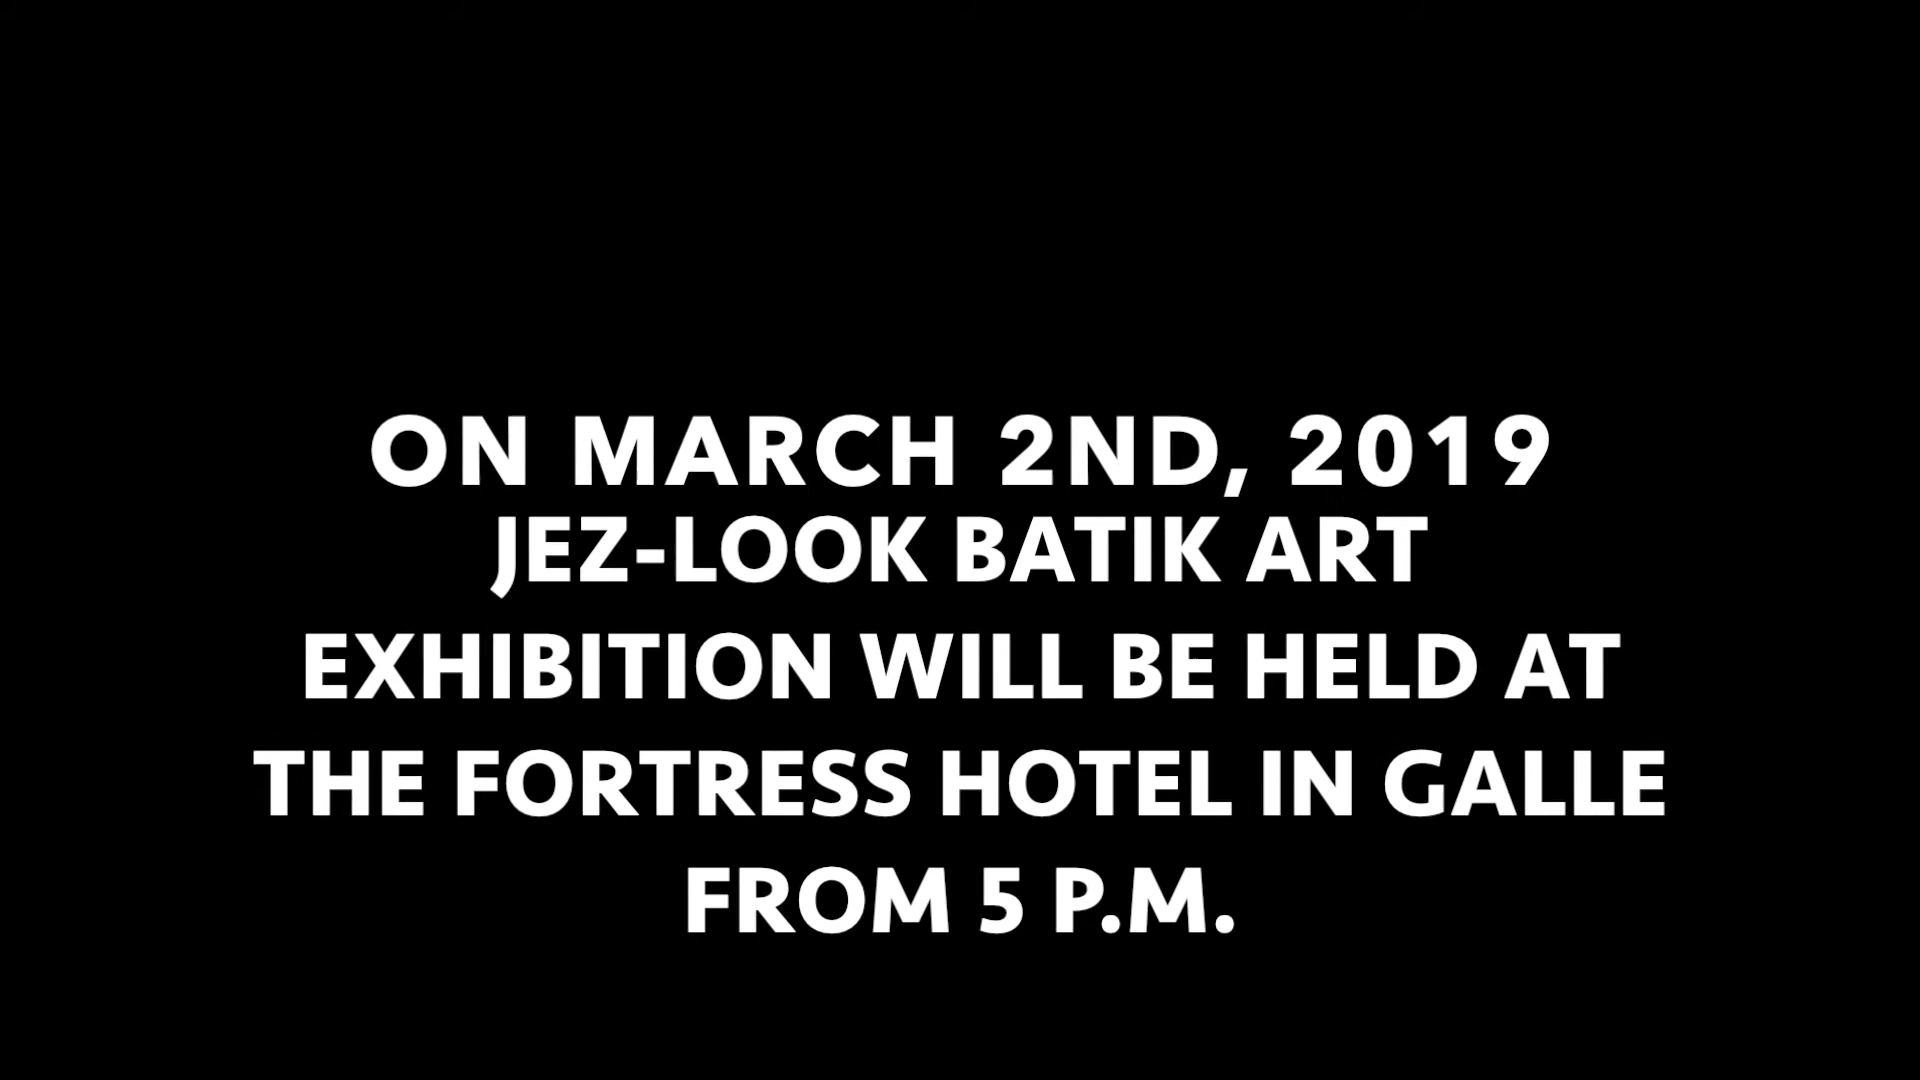 ON MARCH 2ND, 2019
JEZ-LOOK BATIK ART
EXHIBITION WILL BE HELD AT
THE FORTRESS HOTEL IN GALLE
FROM 5 P.M.